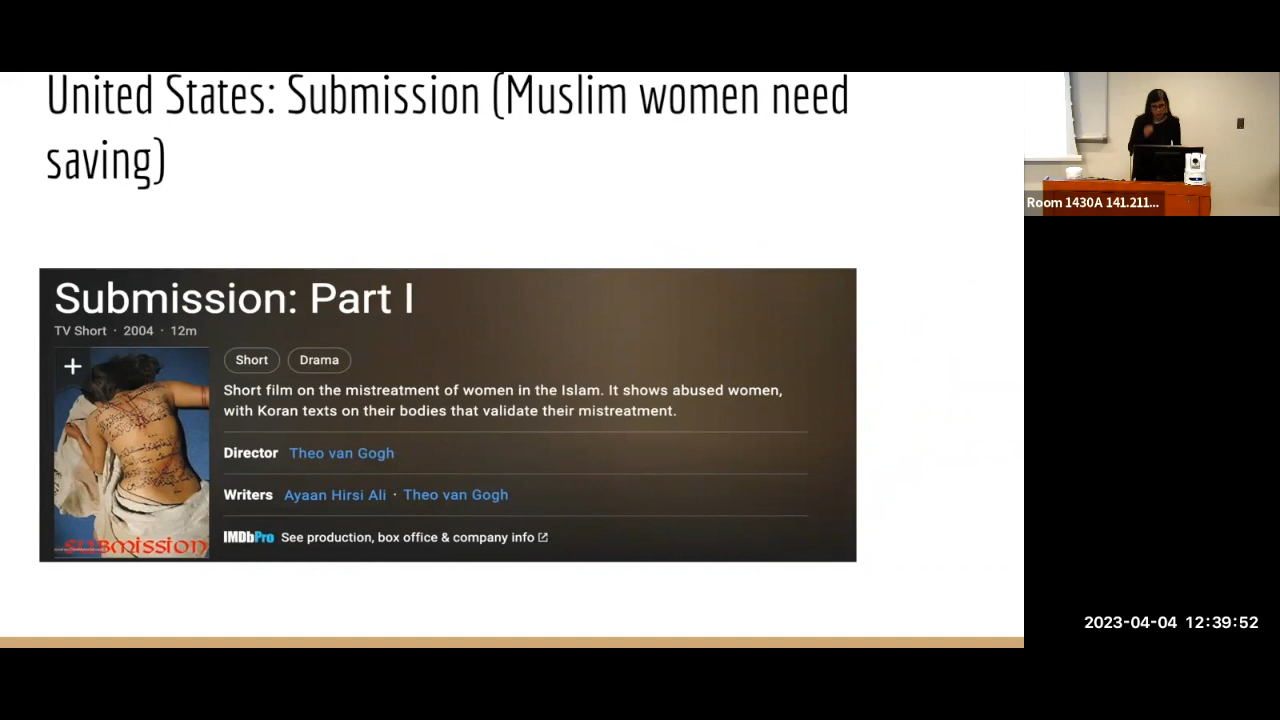 United States: Submission (Muslim women need
saving)
Room 1430A 141.211...
Submission: Part I
TV Short · 2004 · 12m
+
Short
Drama
Short film on the mistreatment of women in the Islam. It shows abused women,
with Koran texts on their bodies that validate their mistreatment.
Director Theo van Gogh
Writers Ayaan Hirsi Ali · Theo van Gogh
submission
IMDbPro See production, box office & company info
2023-04-04 12:39:52